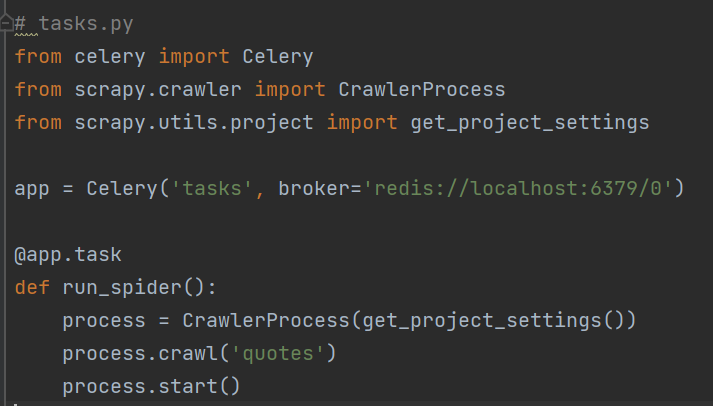 # tasks.py
from celery import Celery
from scrapy.crawler import CrawlerProcess
from scrapy.utils.project import get_project_settings
app = Celery('tasks', broker='redis://localhost:6379/0')
@app.task
def run_spider():
    process = CrawlerProcess(get_project_settings())
    process.crawl('quotes')
    process.start()